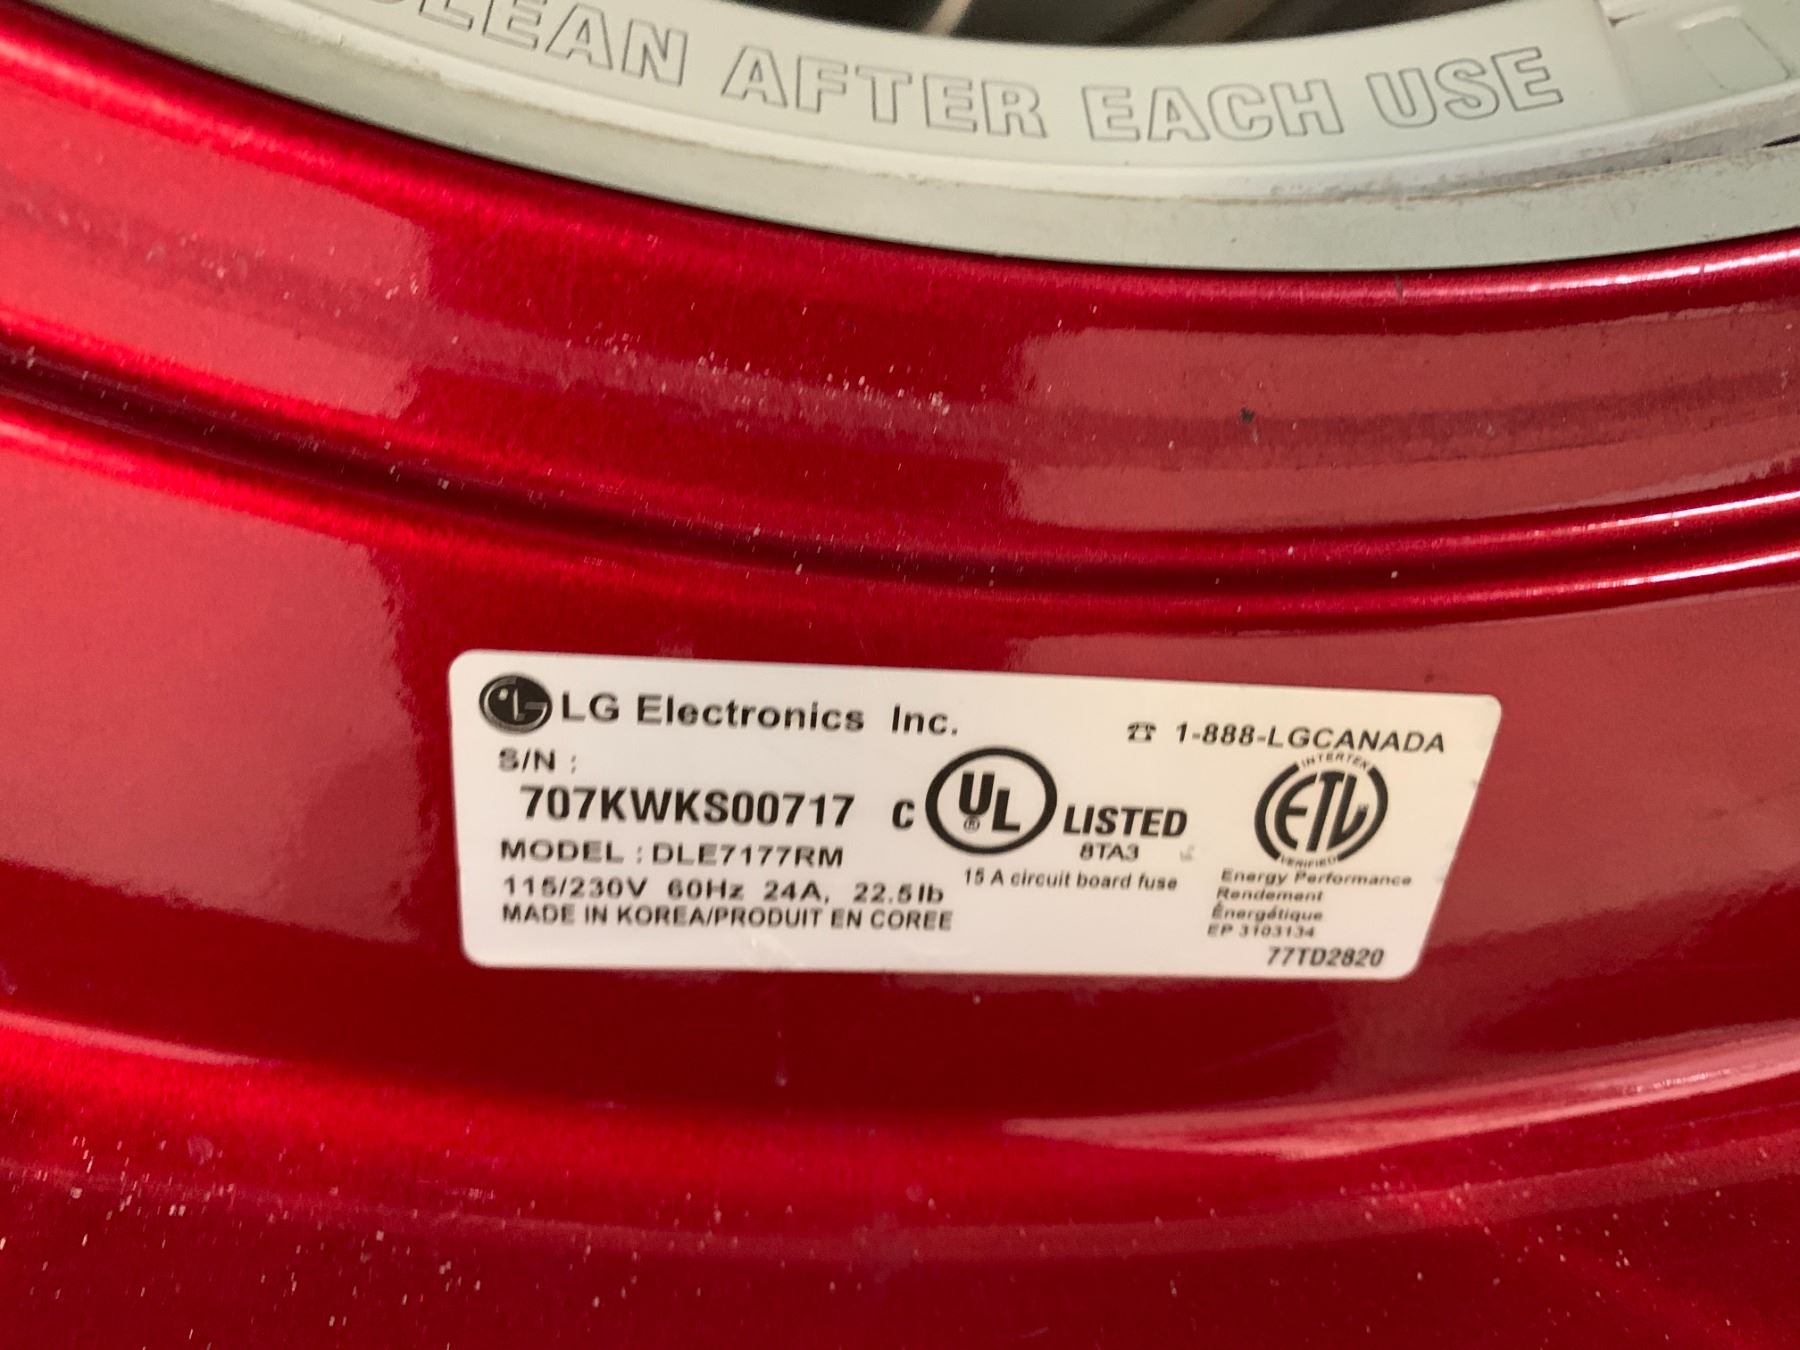 CLEAN AFTER EACH USE
LG Electronics Inc.
☎ 1-888-LGCANADA
S/N :
707KWKS00717
MODEL : DLE7177RM
115/230V 60Hz 24A, 22.5lb
MADE IN KOREA/PRODUIT EN COREE
C UL ® LISTED
8TA3
15 A circuit board fuse
INTERTEK
ETL
VERIFIED
Energy Performance
Rendement
Énergétique
EP 3103134
77TD2820